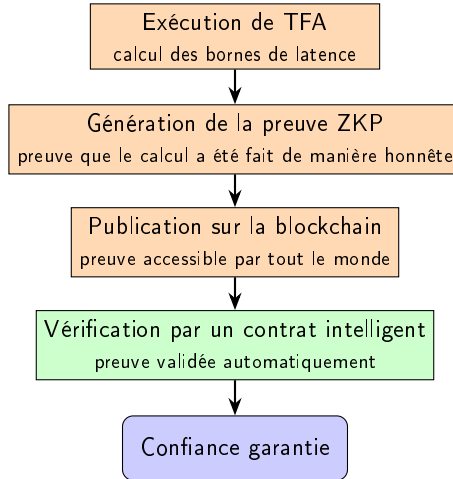 Exécution de TFA
calcul des bornes de latence
Génération de la preuve ZKP
preuve que le calcul a été fait de manière honnête
Publication sur la blockchain
preuve accessible par tout le monde
Vérification par un contrat intelligent
preuve validée automatiquement
Confiance garantie